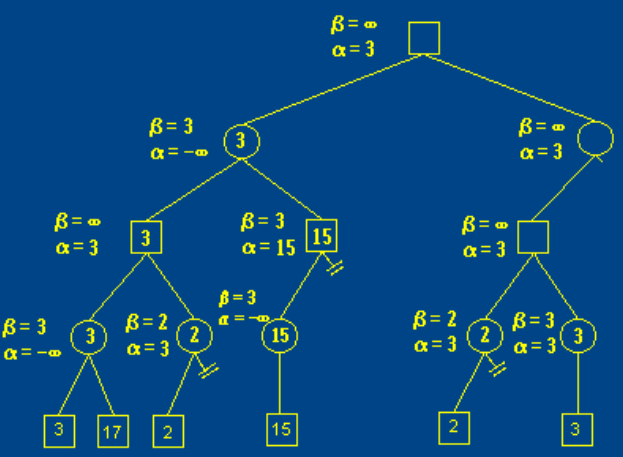 β = ∞
α = 3
β = 3
α = −∞
3
β = ∞
α = 3
β = ∞
α = 3
3
β = 3
α = 15
15
β = ∞
α = 3
β = 3
α = −∞
3
β = 2
α = 3
2
β = 3
α = −∞
15
β = 2
α = 3
2
β = 3
α = 3
3
3
17
2
15
2
3